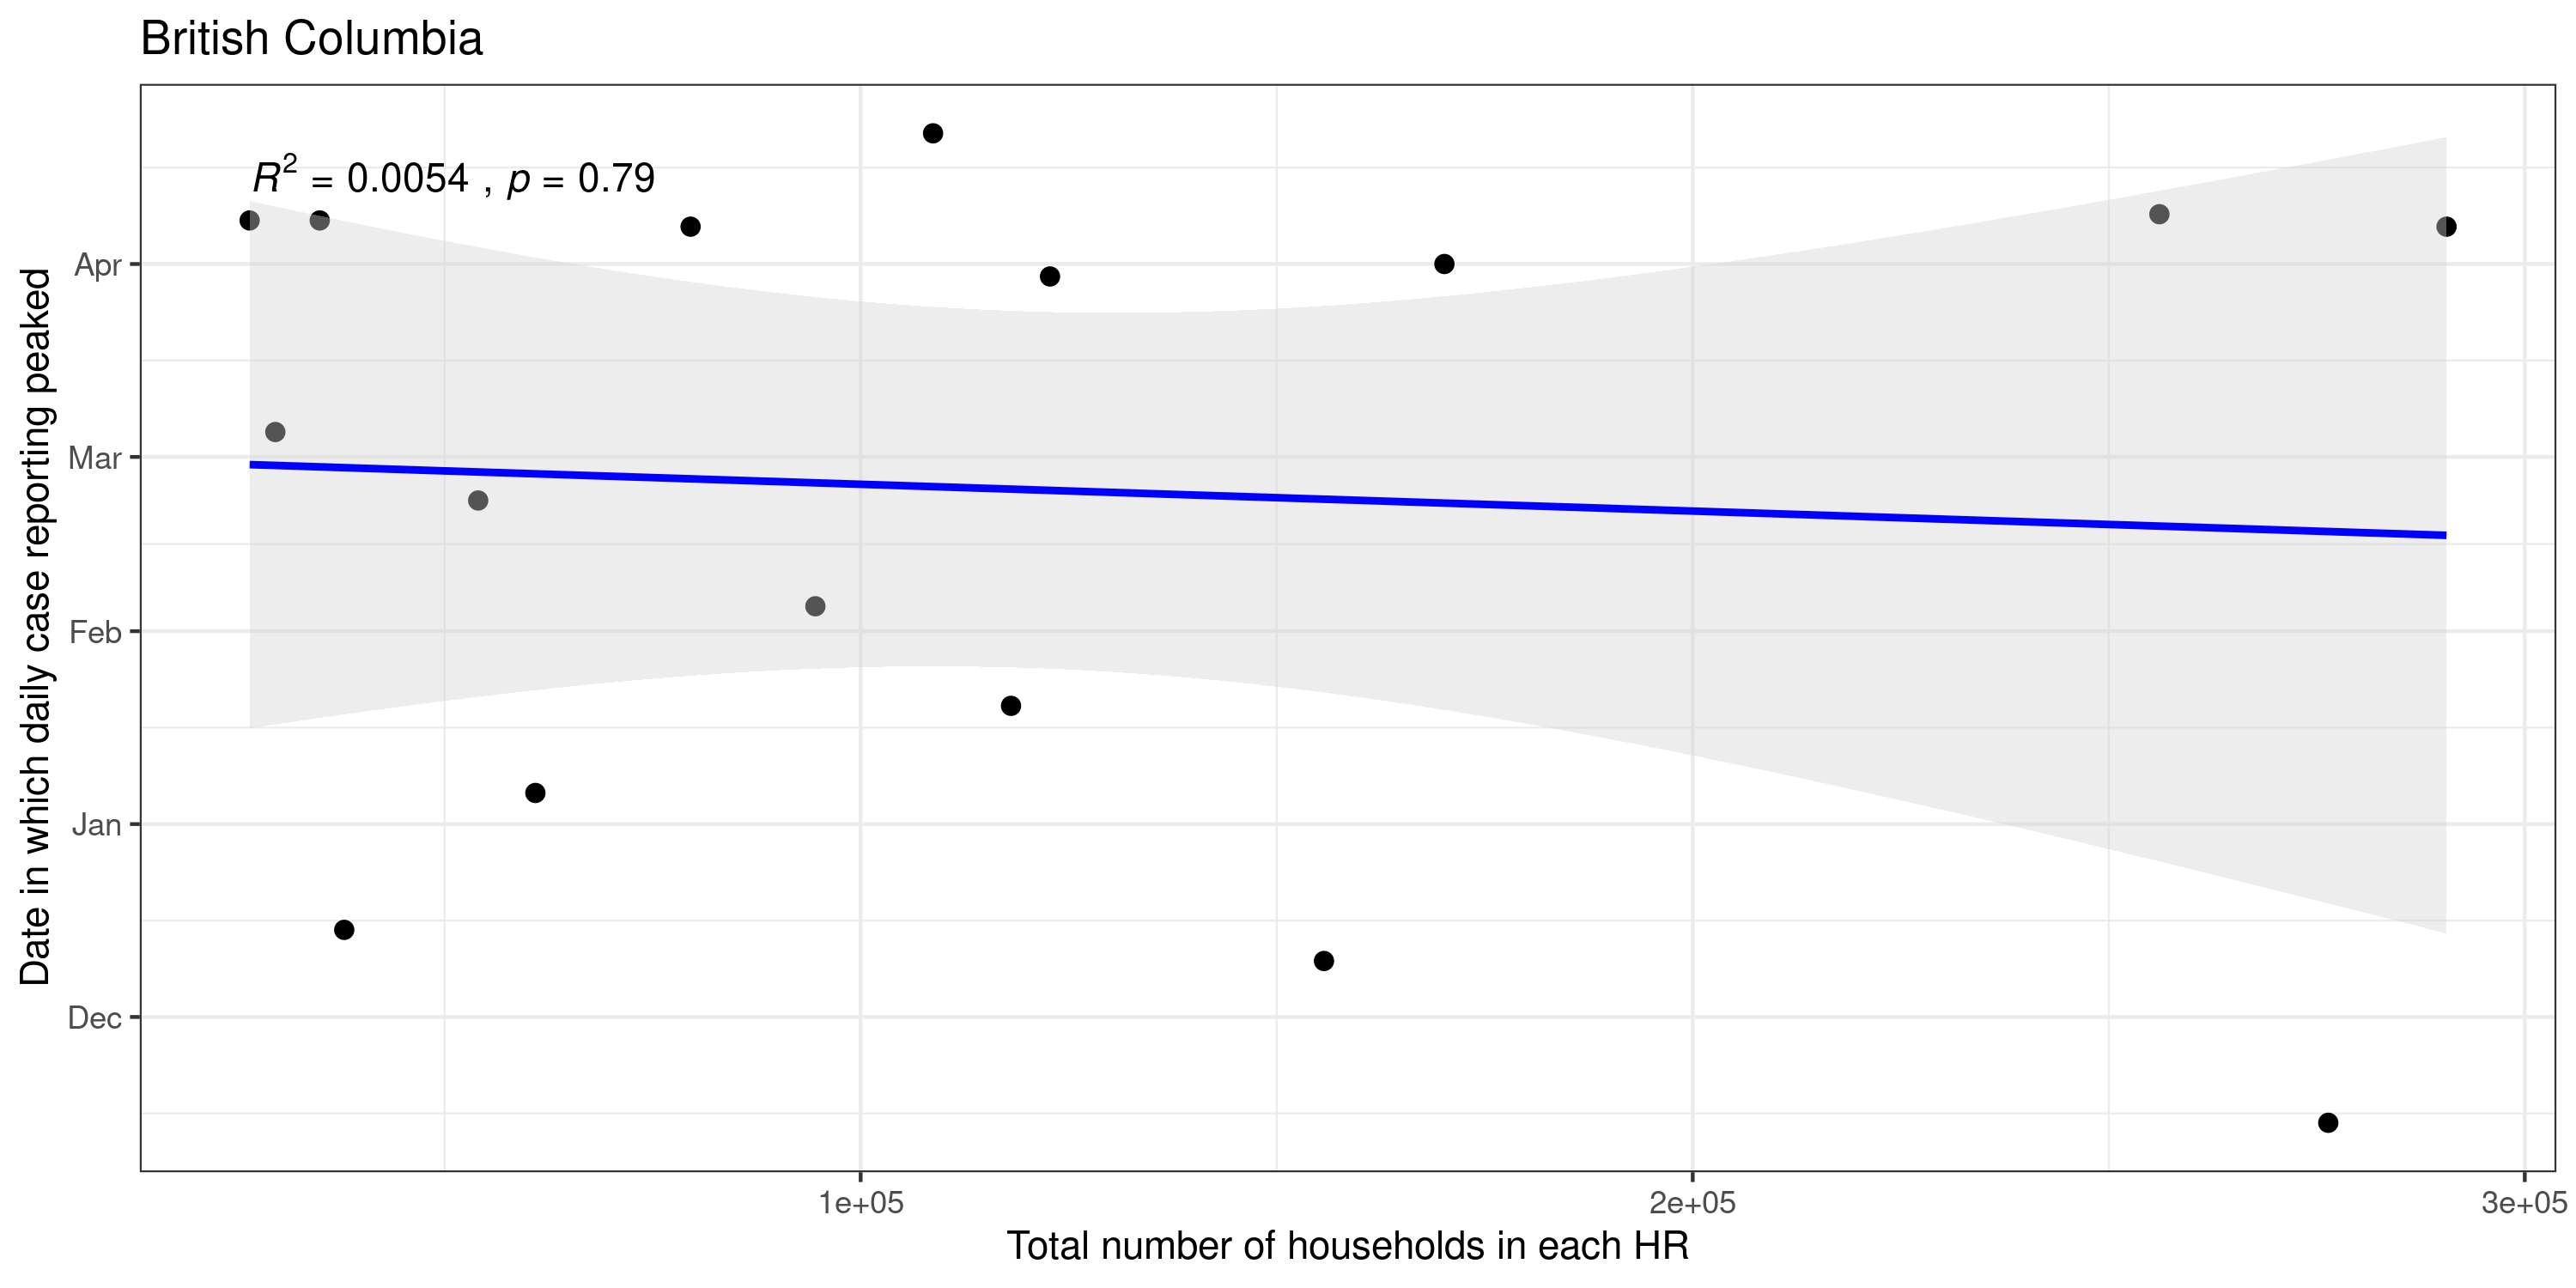 British Columbia
R² = 0.0054 , p = 0.79
Date in which daily case reporting peaked
Apr
Mar
Feb
Jan
Dec
1e+05 2e+05 3e+05
Total number of households in each HR